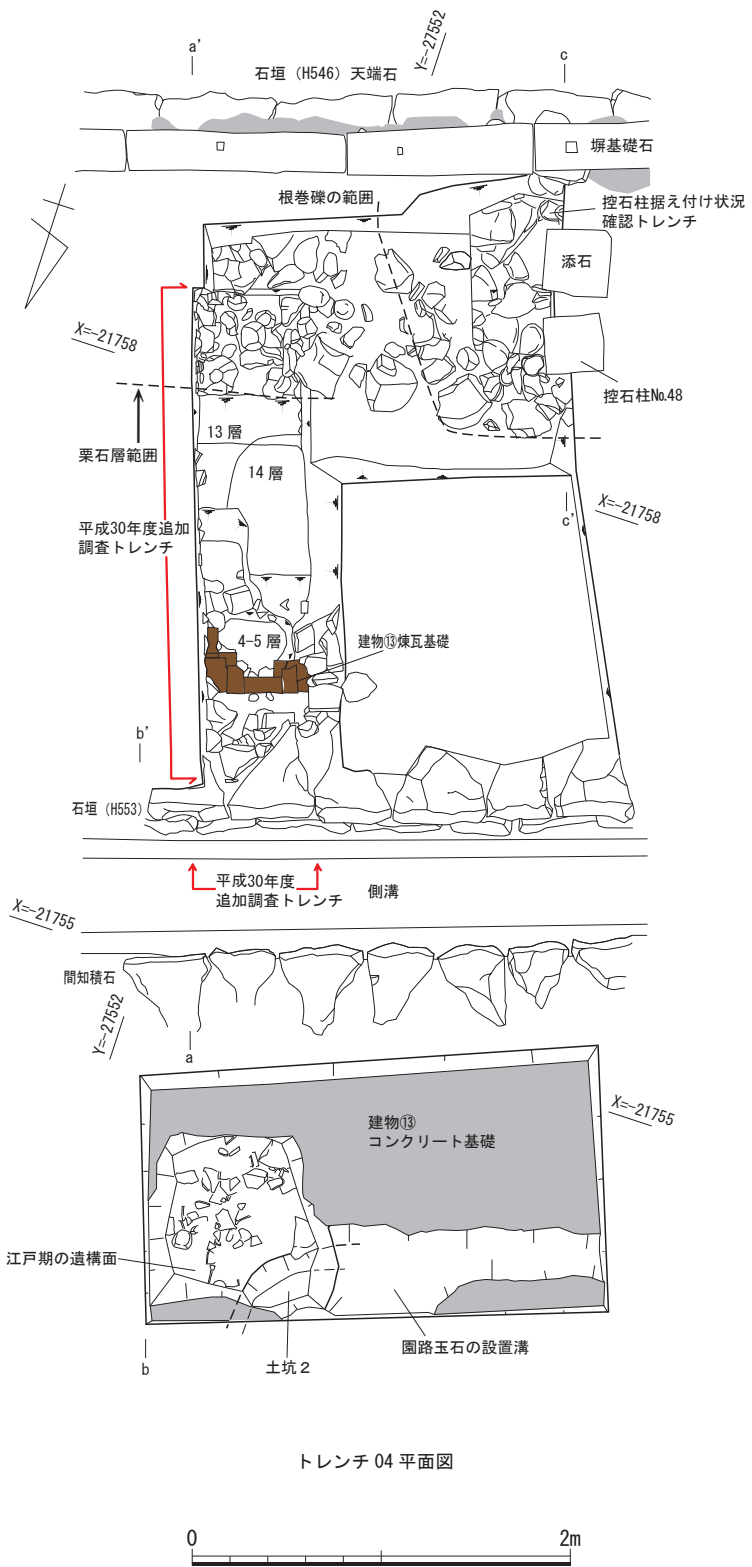 a'
Y=-27552
c
石垣（H546）天端石
塀基礎石
根巻礫の範囲
控石柱据え付け状況
確認トレンチ
添石
X=-21758
控石柱No.48
栗石層範囲
13 層
14 層
c'
X=-21758
平成30年度追加
調査トレンチ
4-5 層
建物⑬煉瓦基礎
b'
石垣（H553）
平成30年度
追加調査トレンチ
側溝
X=-21755
間知積石
Y=-27552
a
建物⑬
コンクリート基礎
X=-21755
江戸期の遺構面
園路玉石の設置溝
土坑２
b
トレンチ 04 平面図
0
2m